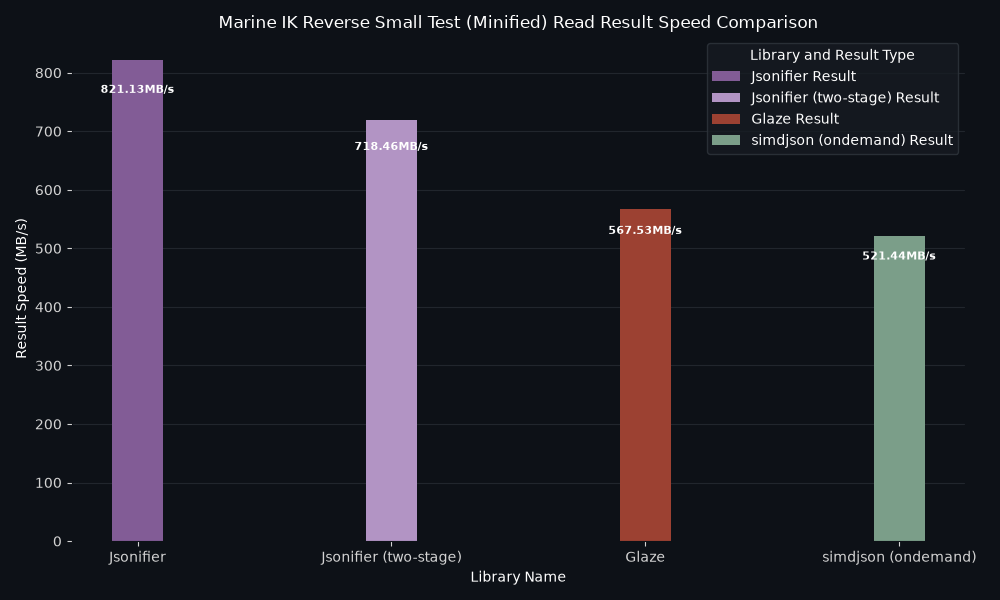 Marine IK Reverse Small Test (Minified) Read Result Speed Comparison
Library and Result Type
Jsonifier Result
Jsonifier (two-stage) Result
Glaze Result
simdjson (ondemand) Result
Result Speed (MB/s)
800
700
600
500
400
300
200
100
0
821.13MB/s
718.46MB/s
567.53MB/s
521.44MB/s
Jsonifier
Jsonifier (two-stage)
Glaze
simdjson (ondemand)
Library Name